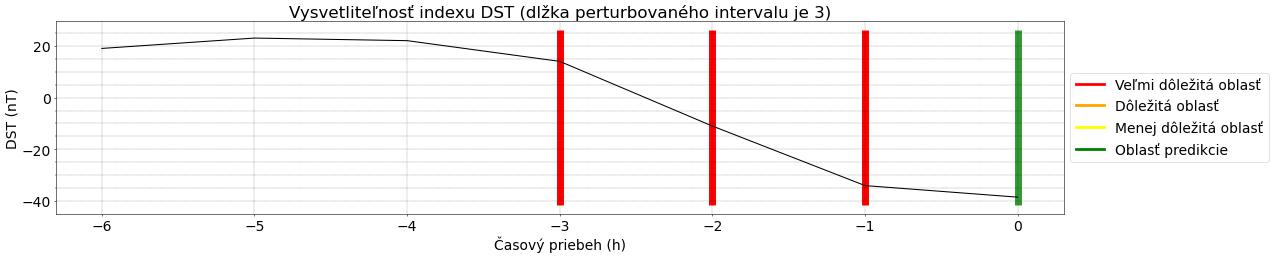 Vysvetliteľnosť indexu DST (dĺžka perturbovaného intervalu je 3)
DST (nT)
20
0
−20
−40
−6 −5 −4 −3 −2 −1 0
Časový priebeh (h)
Veľmi dôležitá oblasť
Dôležitá oblasť
Menej dôležitá oblasť
Oblasť predikcie